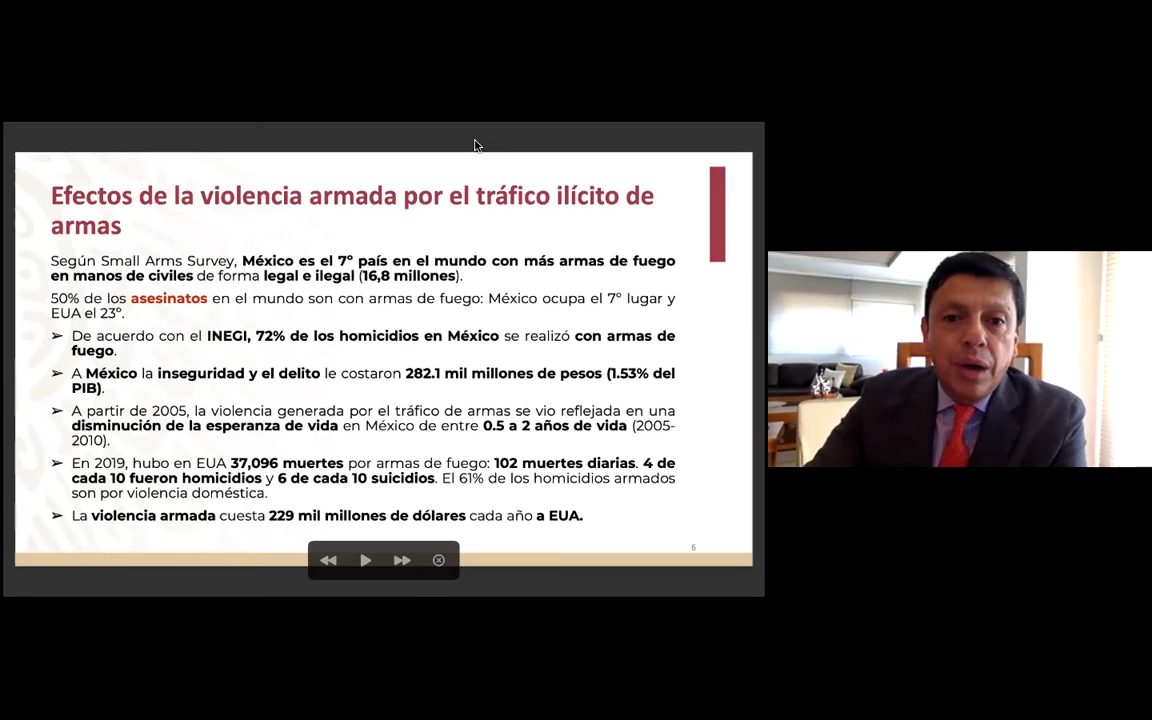 Efectos de la violencia armada por el tráfico ilícito de
armas
Según Small Arms Survey, México es el 7º país en el mundo con más armas de fuego
en manos de civiles de forma legal e ilegal (16,8 millones).
50% de los asesinatos en el mundo son con armas de fuego: México ocupa el 7º lugar y
EUA el 23º.
➢ De acuerdo con el INEGI, 72% de los homicidios en México se realizó con armas de
fuego.
➢ A México la inseguridad y el delito le costaron 282.1 mil millones de pesos (1.53% del
PIB).
➢ A partir de 2005, la violencia generada por el tráfico de armas se vio reflejada en una
disminución de la esperanza de vida en México de entre 0.5 a 2 años de vida (2005-
2010).
➢ En 2019, hubo en EUA 37,096 muertes por armas de fuego: 102 muertes diarias. 4 de
cada 10 fueron homicidios y 6 de cada 10 suicidios. El 61% de los homicidios armados
son por violencia doméstica.
➢ La violencia armada cuesta 229 mil millones de dólares cada año a EUA.
5